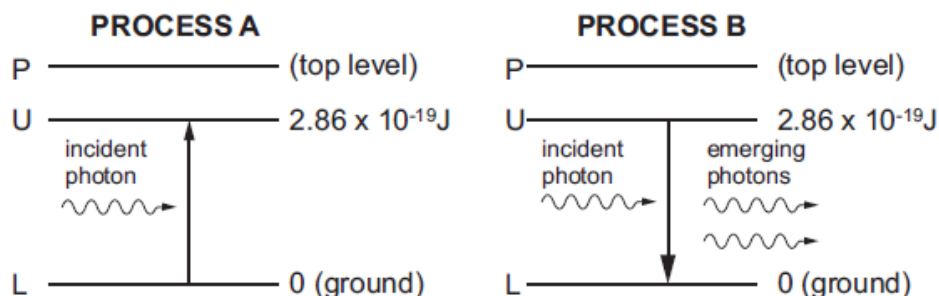 PROCESS A
P (top level)
U 2.86 x 10⁻¹⁹J
incident
photon
L 0 (ground)
PROCESS B
P (top level)
U 2.86 x 10⁻¹⁹J
incident
photon
emerging
photons
L 0 (ground)